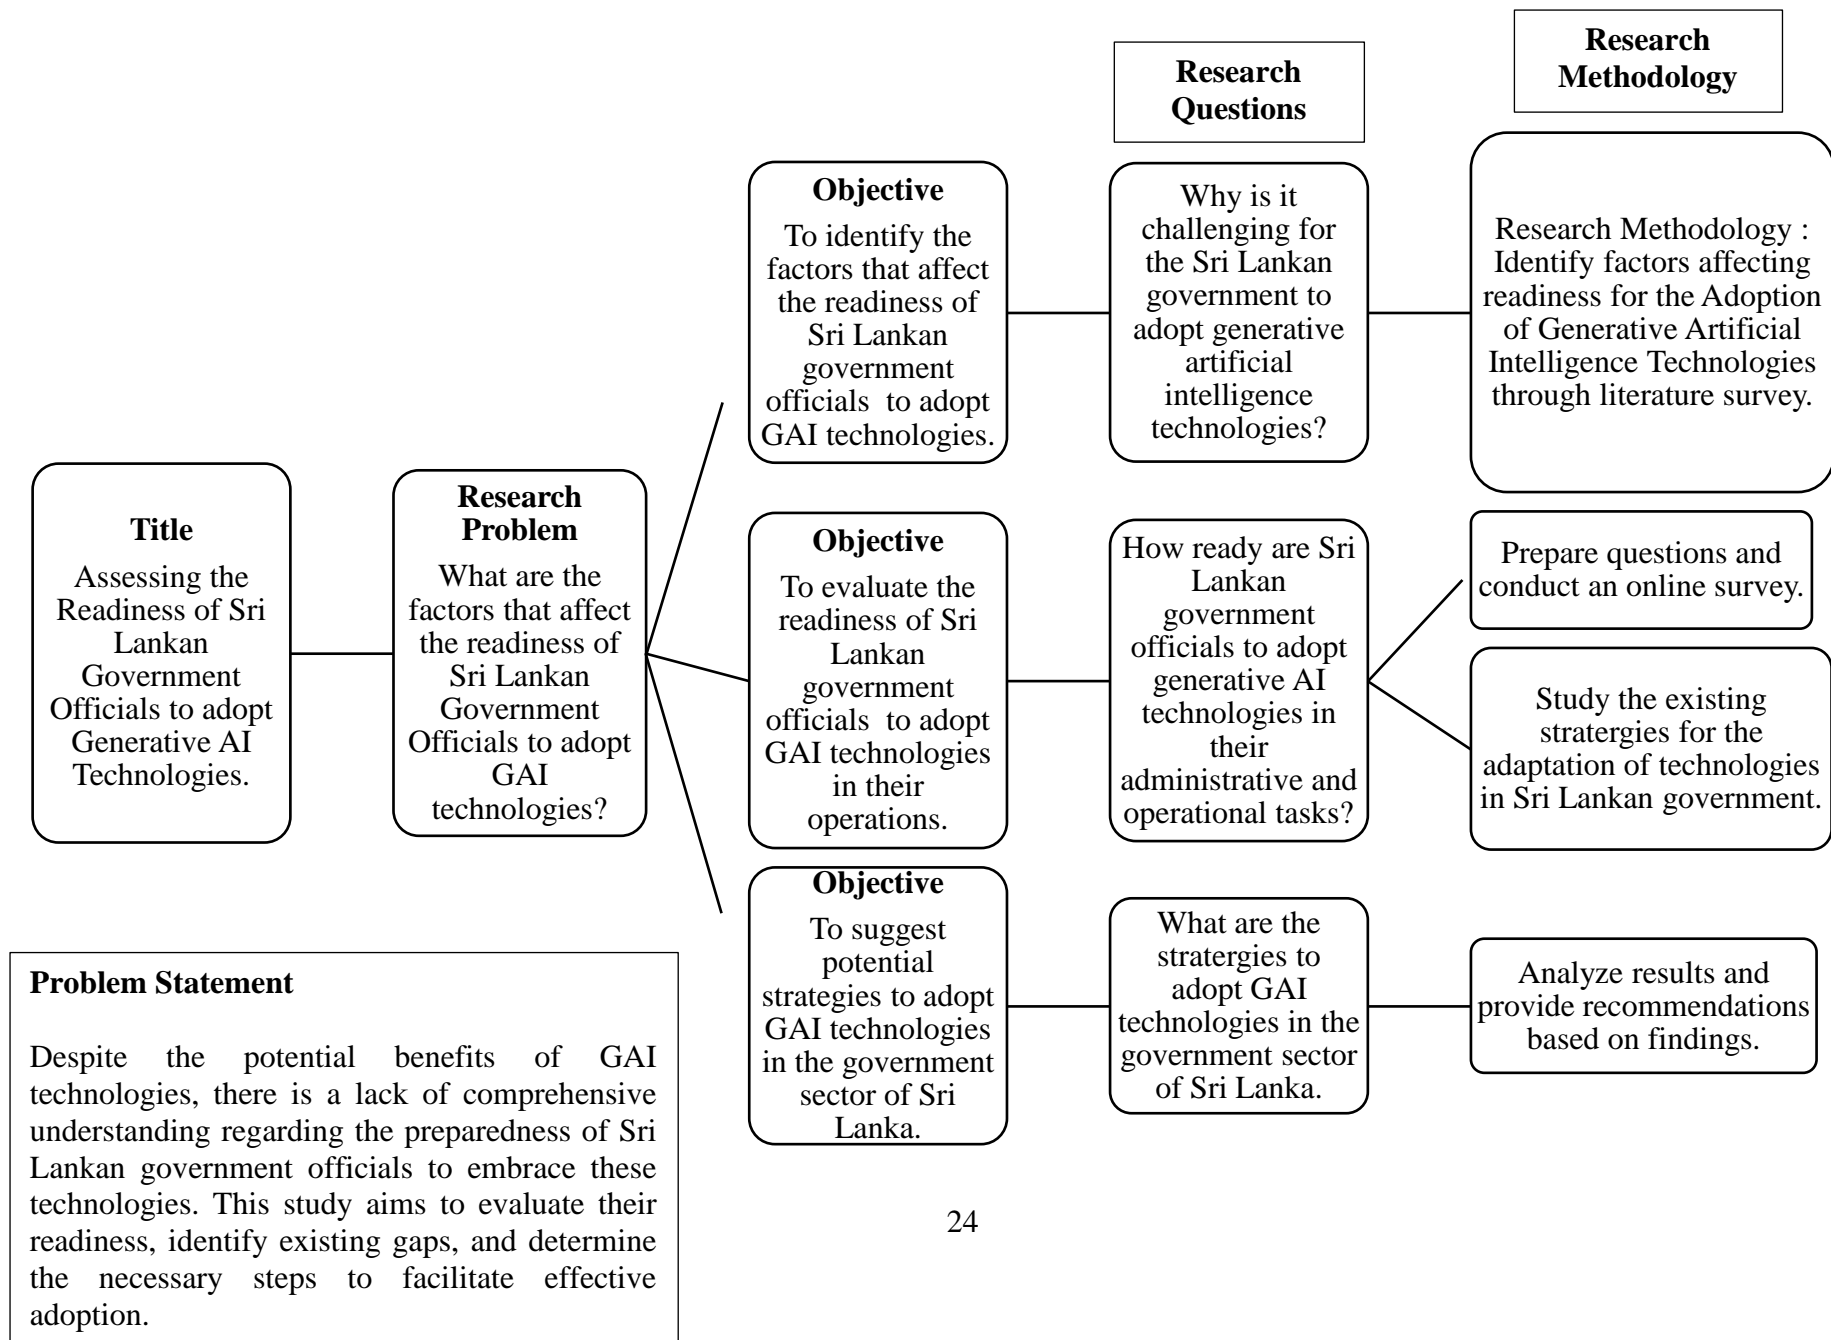 Research
Methodology
Research
Questions
Title
Assessing the
Readiness of Sri
Lankan
Government
Officials to adopt
Generative AI
Technologies.
Research
Problem
What are the
factors that affect
the readiness of
Sri Lankan
Government
Officials to adopt
GAI
technologies?
Objective
To identify the
factors that affect
the readiness of
Sri Lankan
government
officials to adopt
GAI technologies.
Why is it
challenging for
the Sri Lankan
government to
adopt generative
artificial
intelligence
technologies?
Research Methodology :
Identify factors affecting
readiness for the Adoption
of Generative Artificial
Intelligence Technologies
through literature survey.
Objective
To evaluate the
readiness of Sri
Lankan
government
officials to adopt
GAI technologies
in their
operations.
How ready are Sri
Lankan
government
officials to adopt
generative AI
technologies in
their
administrative and
operational tasks?
Prepare questions and
conduct an online survey.
Study the existing
stratergies for the
adaptation of technologies
in Sri Lankan government.
Objective
To suggest
potential
strategies to adopt
GAI technologies
in the government
sector of Sri
Lanka.
What are the
stratergies to
adopt GAI
technologies in the
government sector
of Sri Lanka.
Analyze results and
provide recommendations
based on findings.
Problem Statement
Despite the potential benefits of GAI
technologies, there is a lack of comprehensive
understanding regarding the preparedness of Sri
Lankan government officials to embrace these
technologies. This study aims to evaluate their
readiness, identify existing gaps, and determine
the necessary steps to facilitate effective
adoption.
24